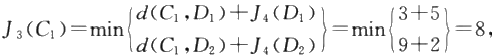 J₃(C₁)=min{d(C₁,D₁)+J₄(D₁)
d(C₁,D₂)+J₄(D₂)}=min{3+5
9+2}=8,